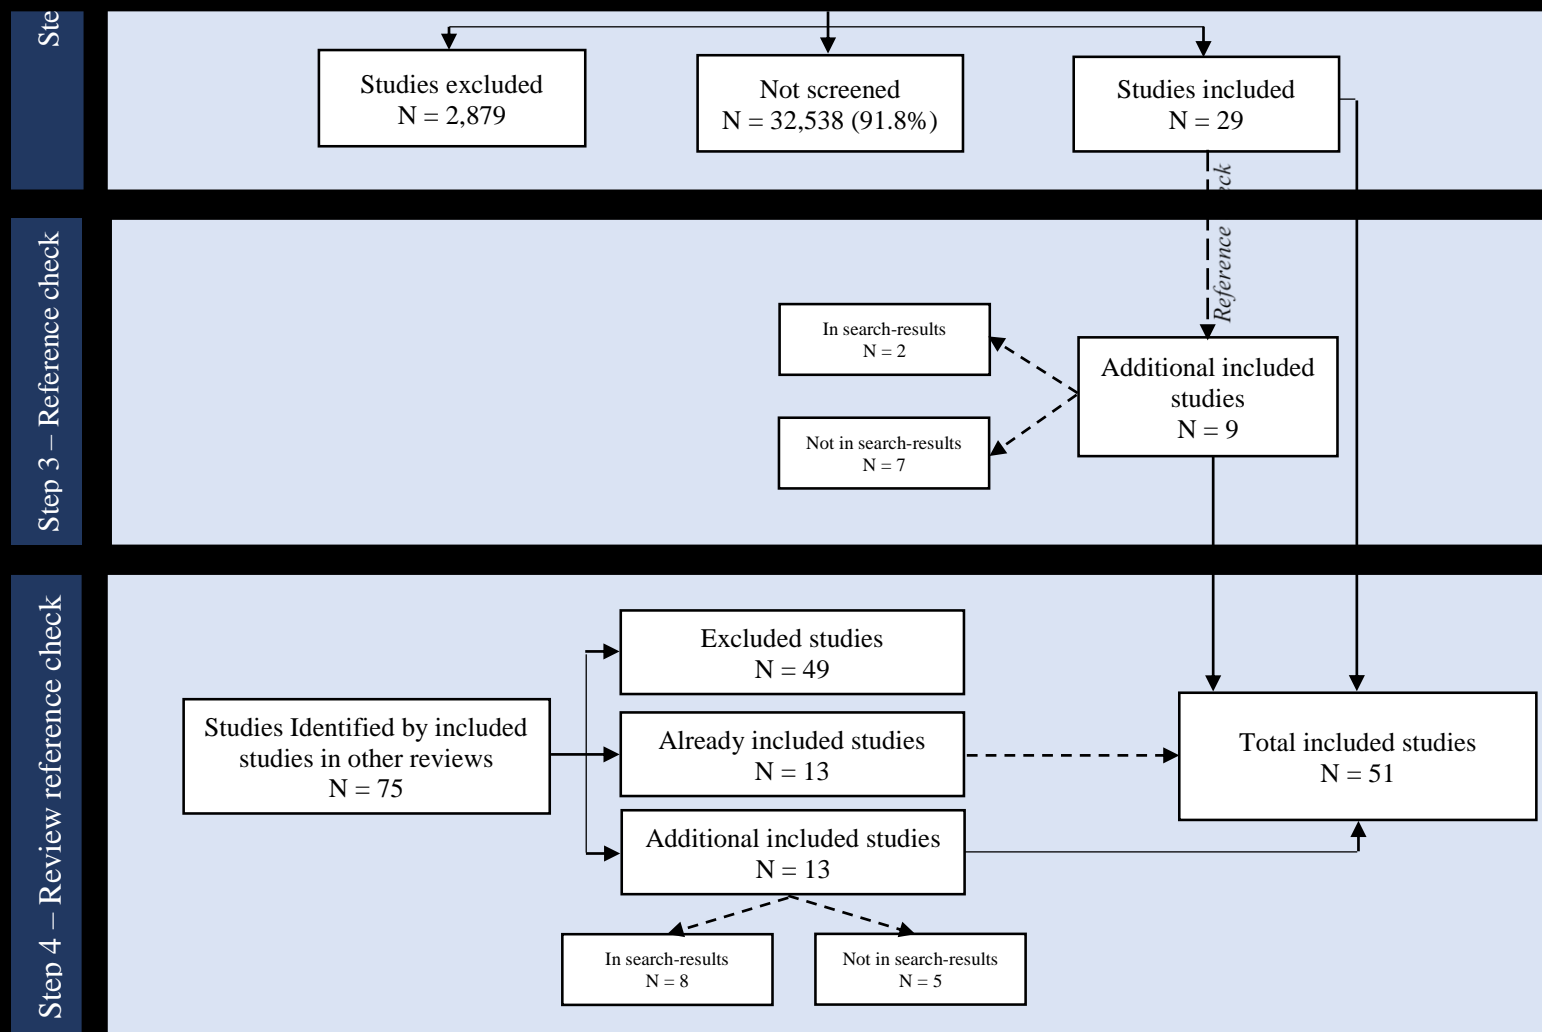 Studies excluded
N = 2,879
Not screened
N = 32,538 (91.8%)
Studies included
N = 29
Step 3 – Reference check
Reference
In search-results
N = 2
Not in search-results
N = 7
Additional included
studies
N = 9
Step 4 – Review reference check
Studies Identified by included
studies in other reviews
N = 75
Excluded studies
N = 49
Already included studies
N = 13
Additional included studies
N = 13
In search-results
N = 8
Not in search-results
N = 5
Total included studies
N = 51